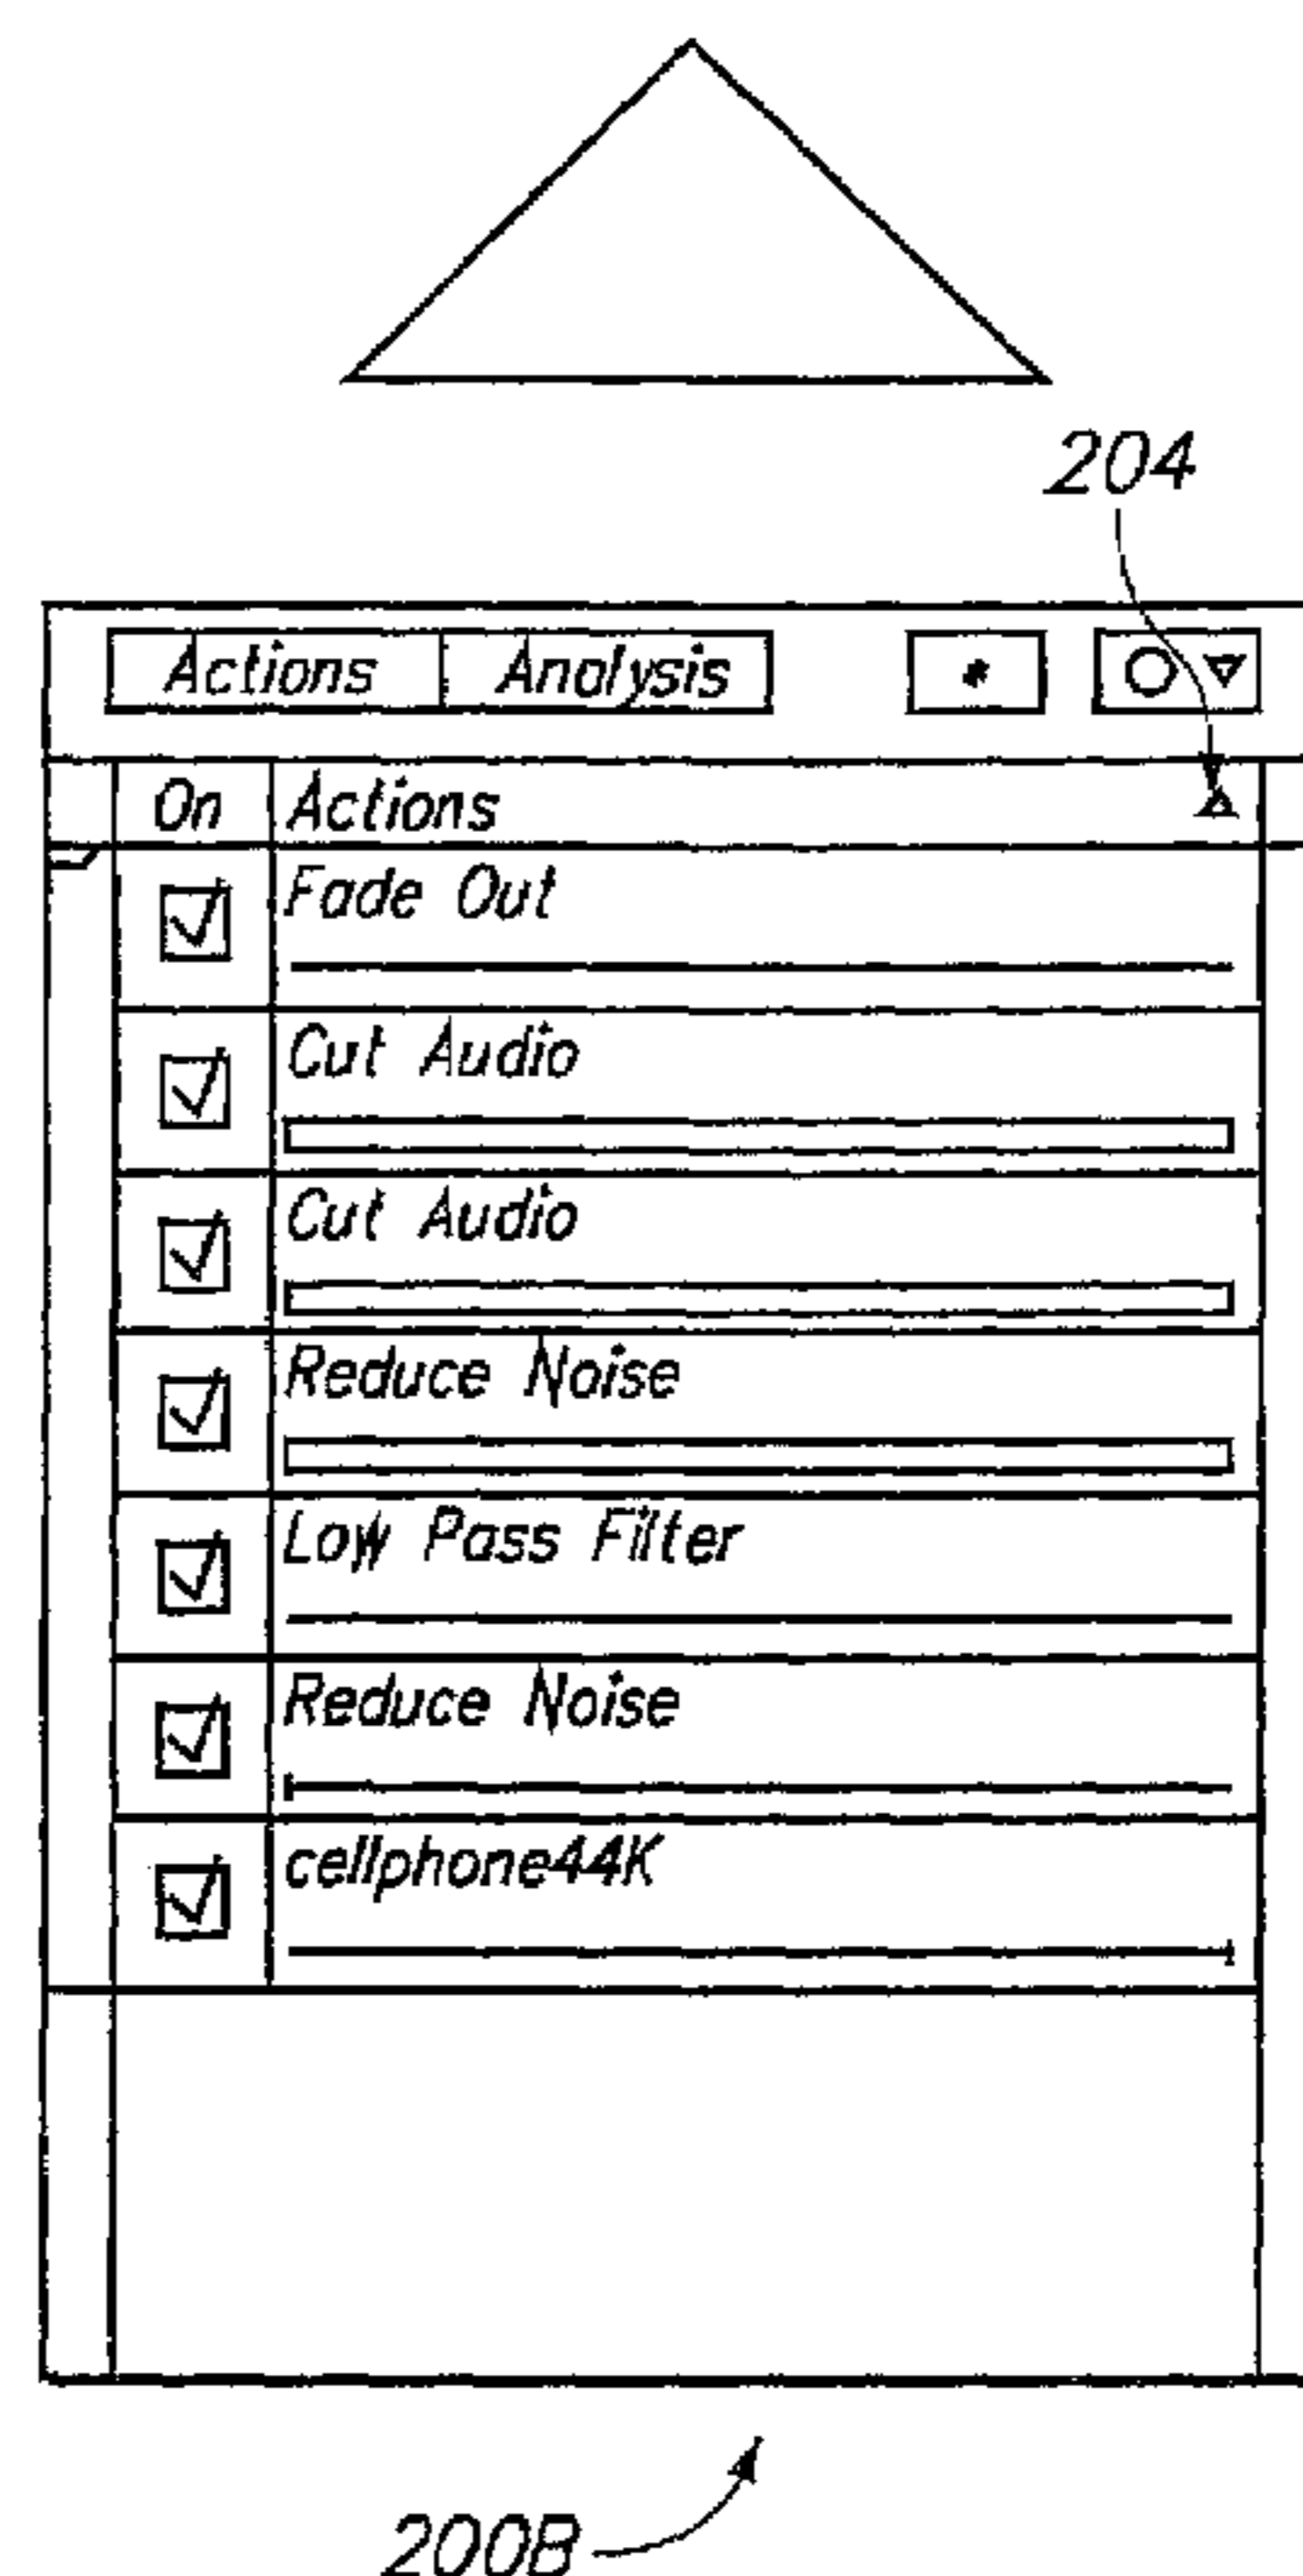 204
Actions Analysis *
On Actions
Fade Out
Cut Audio
Cut Audio
Reduce Noise
Low Pass Filter
Reduce Noise
cellphone44K
200B